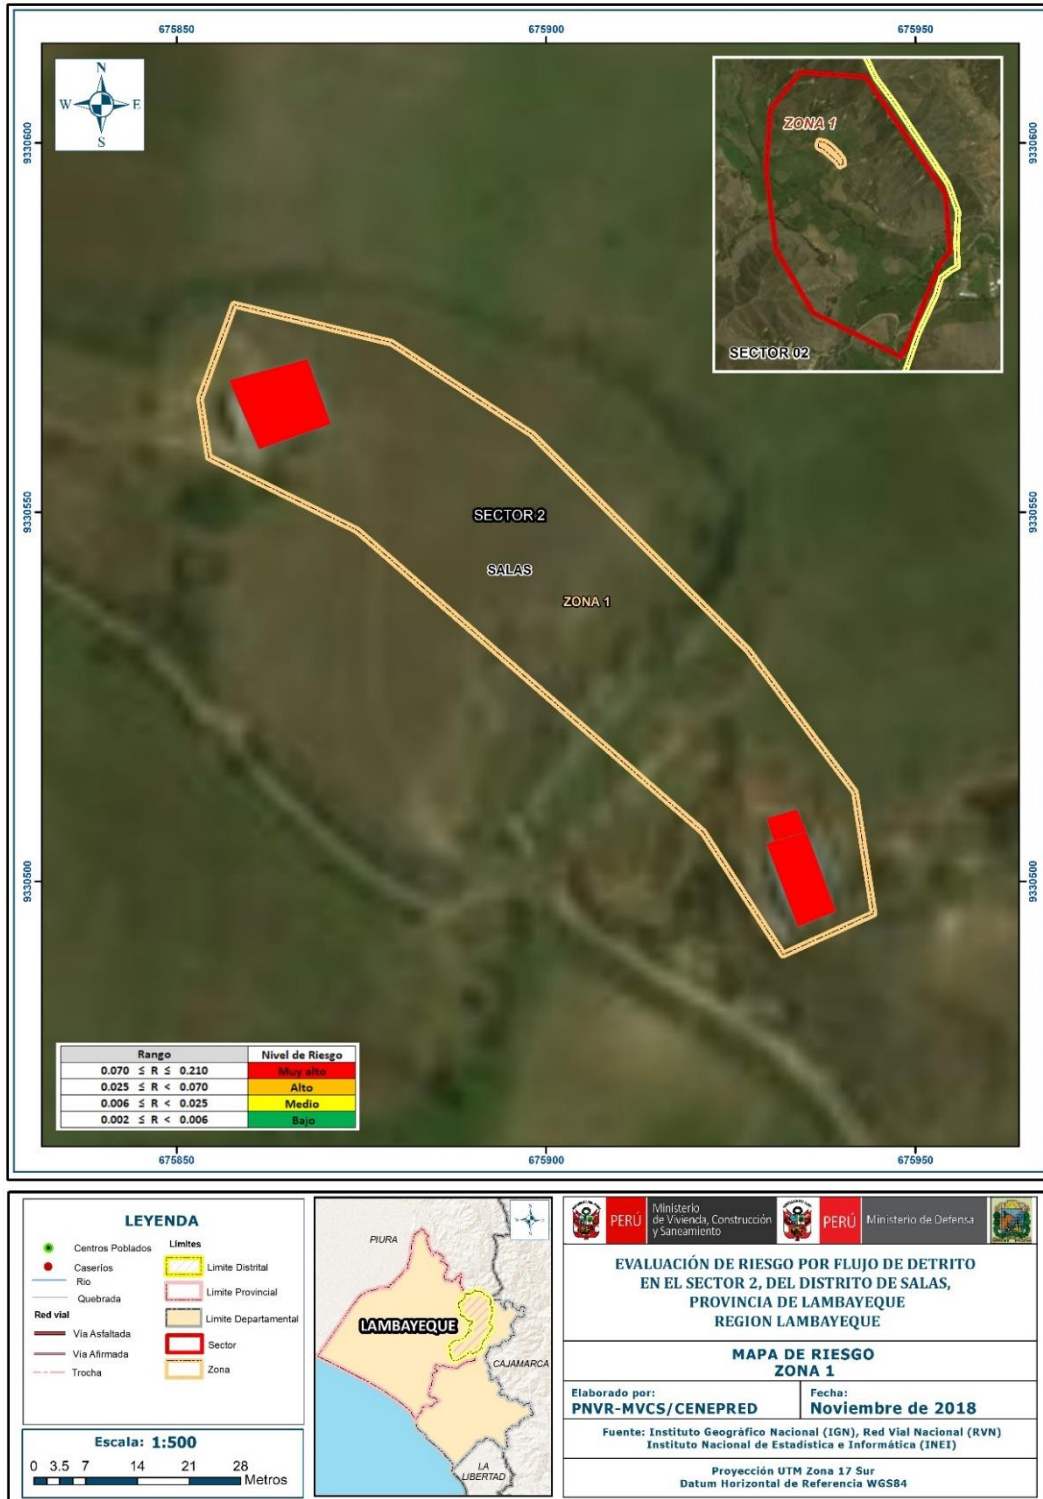 675850
675900
675950
N
W
E
S
9330600
9330600
ZONA 1
SECTOR 02
9330550
9330550
SECTOR 2
SALAS
ZONA 1
9330500
9330500
Rango Nivel de Riesgo
0.070 ≤ R ≤ 0.210 Muy alto
0.025 ≤ R < 0.070 Alto
0.006 ≤ R < 0.025 Medio
0.002 ≤ R < 0.006 Bajo
675850
675900
675950
LEYENDA
Centros Poblados
Caseríos
Rio
Quebrada
Red vial
Vía Asfaltada
Vía Afirmada
Trocha
Límites
Limite Distrital
Limite Provincial
Limite Departamental
Sector
Zona
Escala: 1:500
0 3.5 7 14 21 28
Metros
PIURA
LAMBAYEQUE
CAJAMARCA
LA
LIBERTAD
PERÚ
Ministerio
de Vivienda, Construcción
y Saneamiento
PERÚ
Ministerio de Defensa
EVALUACIÓN DE RIESGO POR FLUJO DE DETRITO
EN EL SECTOR 2, DEL DISTRITO DE SALAS,
PROVINCIA DE LAMBAYEQUE
REGION LAMBAYEQUE
MAPA DE RIESGO
ZONA 1
Elaborado por:
PNVR-MVCS/CENEPRED
Fecha:
Noviembre de 2018
Fuente: Instituto Geográfico Nacional (IGN), Red Vial Nacional (RVN)
Instituto Nacional de Estadística e Informática (INEI)
Proyección UTM Zona 17 Sur
Datum Horizontal de Referencia WGS84